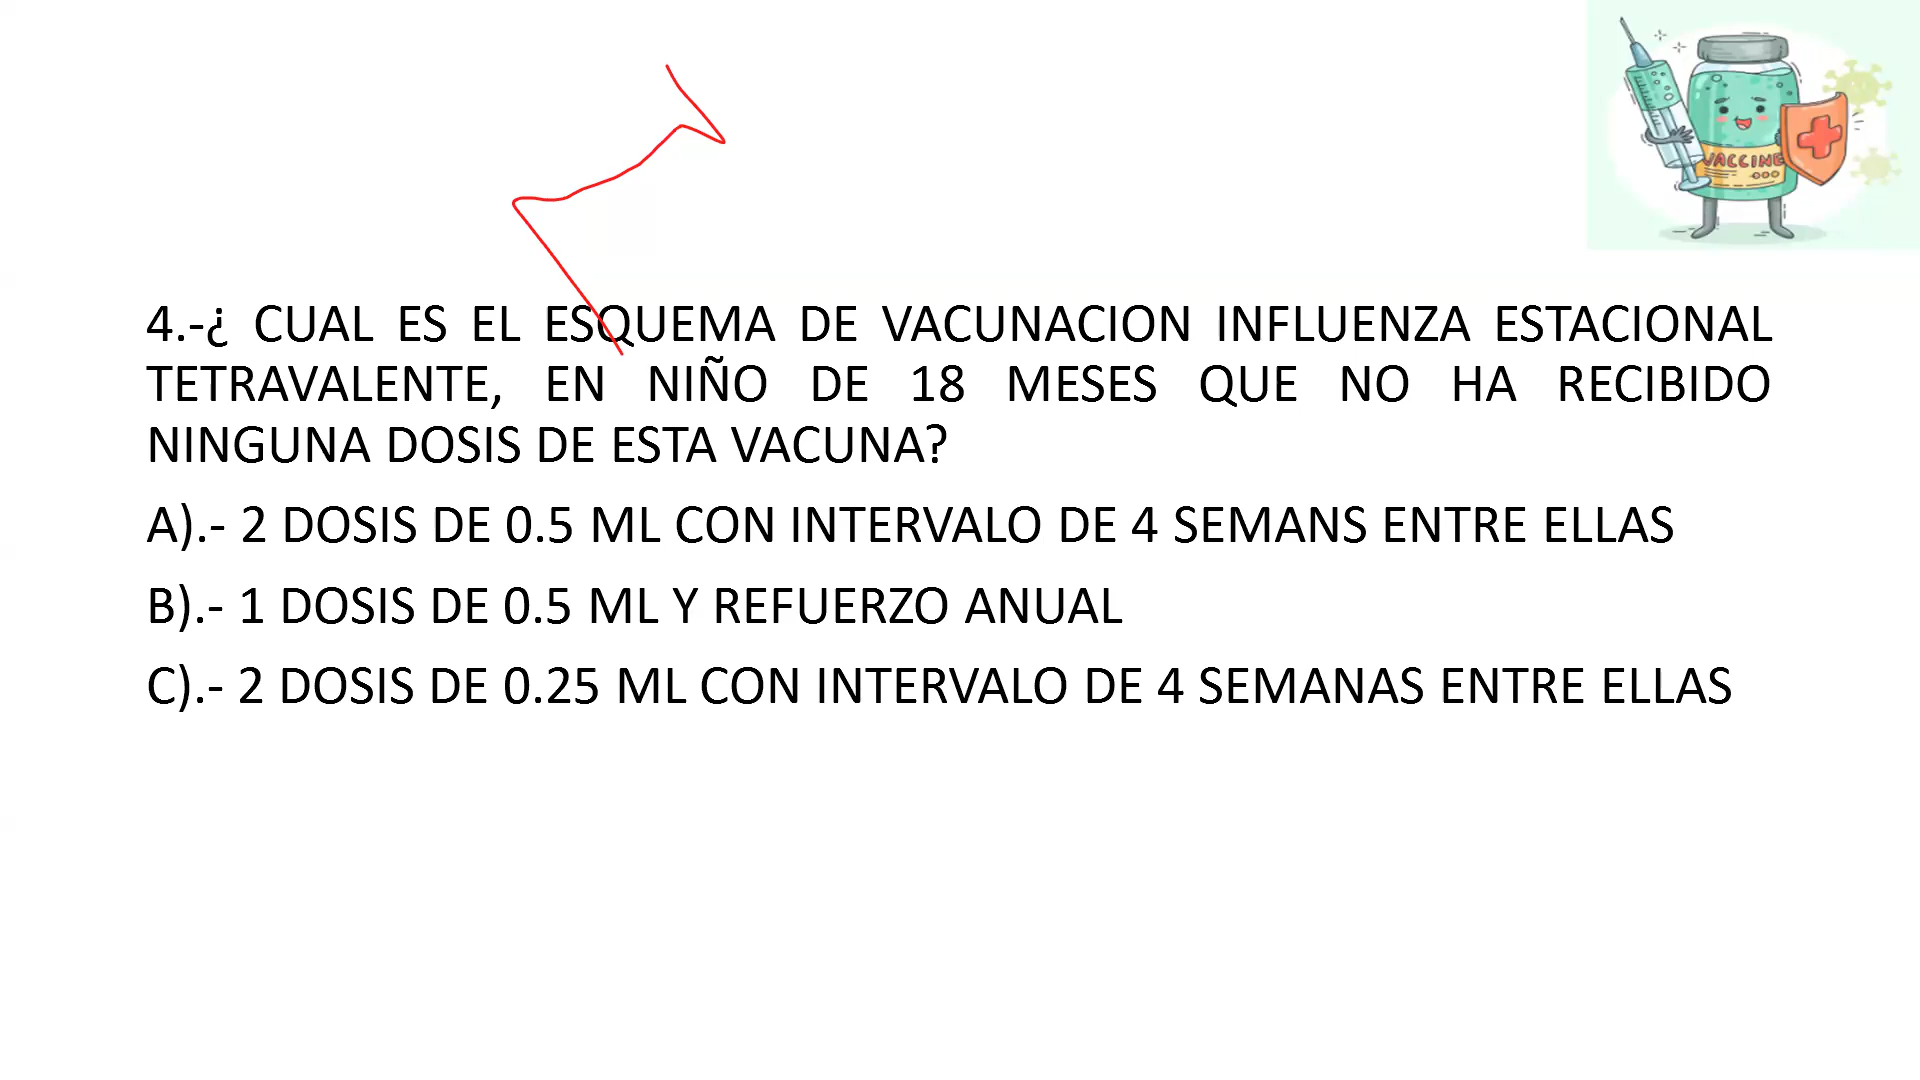 VACCINE
4.-¿ CUAL ES EL ESQUEMA DE VACUNACION INFLUENZA ESTACIONAL
TETRAVALENTE, EN NIÑO DE 18 MESES QUE NO HA RECIBIDO
NINGUNA DOSIS DE ESTA VACUNA?
A).- 2 DOSIS DE 0.5 ML CON INTERVALO DE 4 SEMANS ENTRE ELLAS
B).- 1 DOSIS DE 0.5 ML Y REFUERZO ANUAL
C).- 2 DOSIS DE 0.25 ML CON INTERVALO DE 4 SEMANAS ENTRE ELLAS